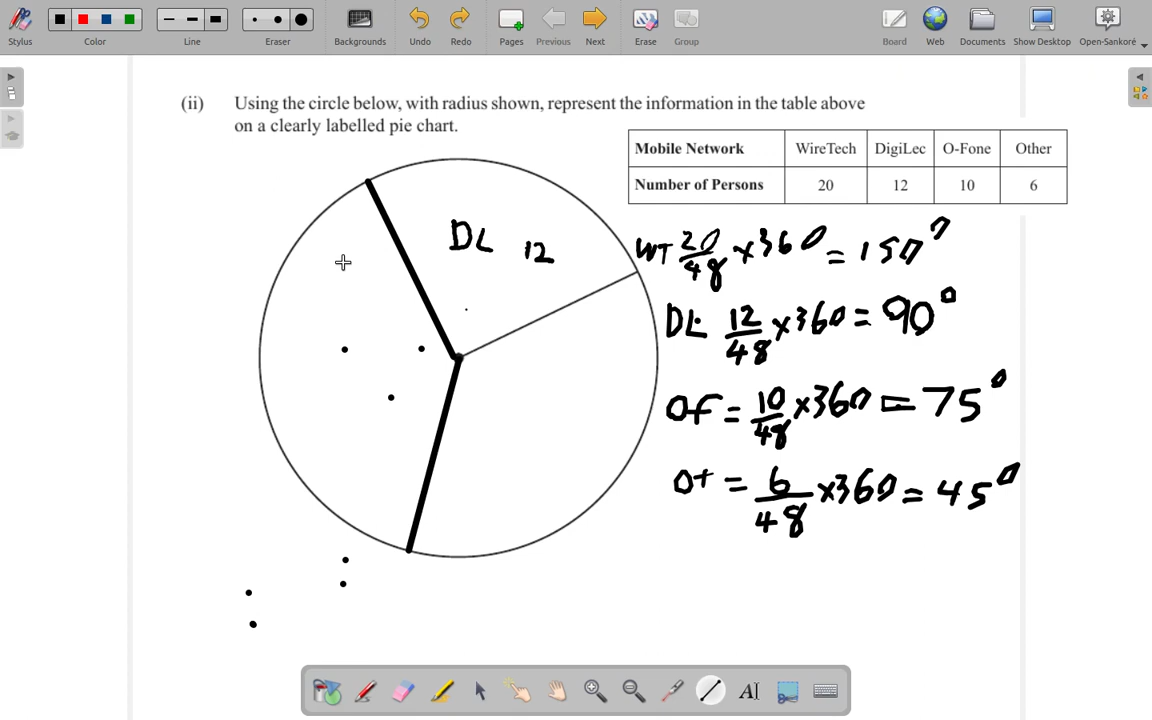 Stylus Color Line Eraser Backgrounds Undo Redo Pages Previous Next Erase Group Board Web Documents Show Desktop Open-Sankoré
(ii) Using the circle below, with radius shown, represent the information in the table above
on a clearly labelled pie chart.
Mobile Network WireTech DigiLec O-Fone Other
Number of Persons 20 12 10 6
DL 12
WT 20/48 x 360 = 150°
DL 12/48 x 360 = 90°
OF = 10/48 x 360 = 75°
OT = 6/48 x 360 = 45°
AI